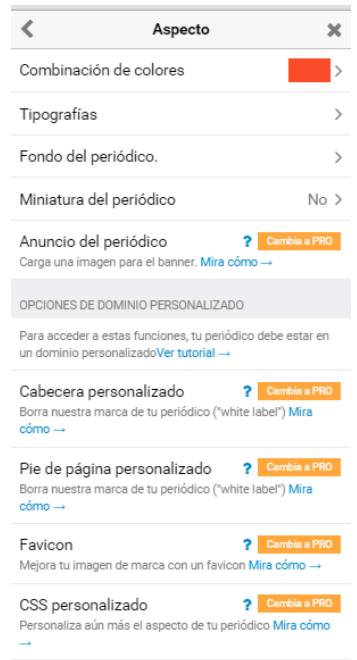 Aspecto
Combinación de colores
Tipografías
Fondo del periódico.
Miniatura del periódico No
Anuncio del periódico ? Cambia a PRO
Carga una imagen para el banner. Mira cómo →
OPCIONES DE DOMINIO PERSONALIZADO
Para acceder a estas funciones, tu periódico debe estar en
un dominio personalizadoVer tutorial →
Cabecera personalizado ? Cambia a PRO
Borra nuestra marca de tu periódico ("white label") Mira
cómo →
Pie de página personalizado ? Cambia a PRO
Borra nuestra marca de tu periódico ("white label") Mira
cómo →
Favicon ? Cambia a PRO
Mejora tu imagen de marca con un favicon Mira cómo →
CSS personalizado ? Cambia a PRO
Personaliza aún más el aspecto de tu periódico Mira cómo
→